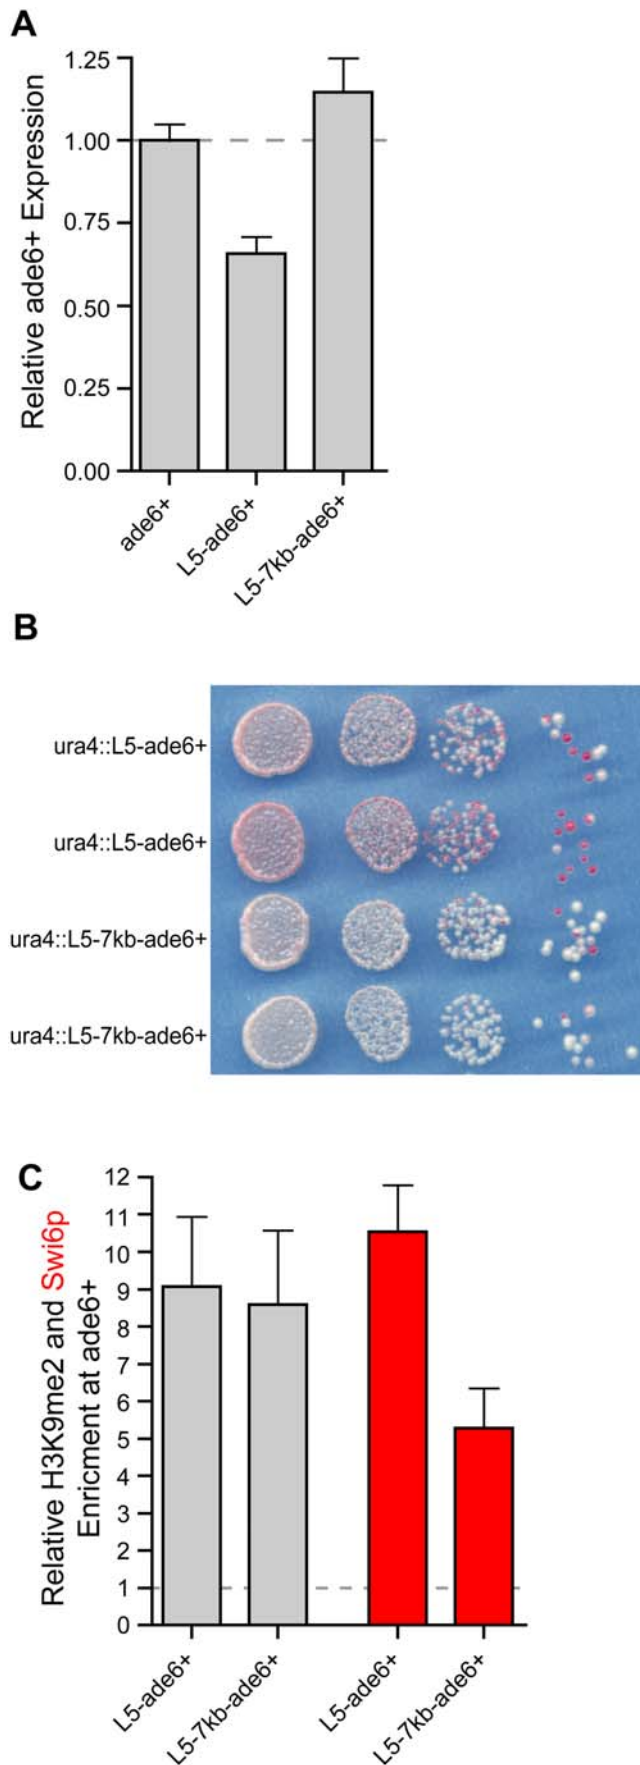 A
Relative ade6+ Expression
1.25
1.00
0.75
0.50
0.25
0.00
ade6+
L5-ade6+
L5-7kb-ade6+
B
ura4::L5-ade6+
ura4::L5-ade6+
ura4::L5-7kb-ade6+
ura4::L5-7kb-ade6+
C
Relative H3K9me2 and Swi6p
Enricment at ade6+
12
11
10
9
8
7
6
5
4
3
2
1
0
L5-ade6+
L5-7kb-ade6+
L5-ade6+
L5-7kb-ade6+